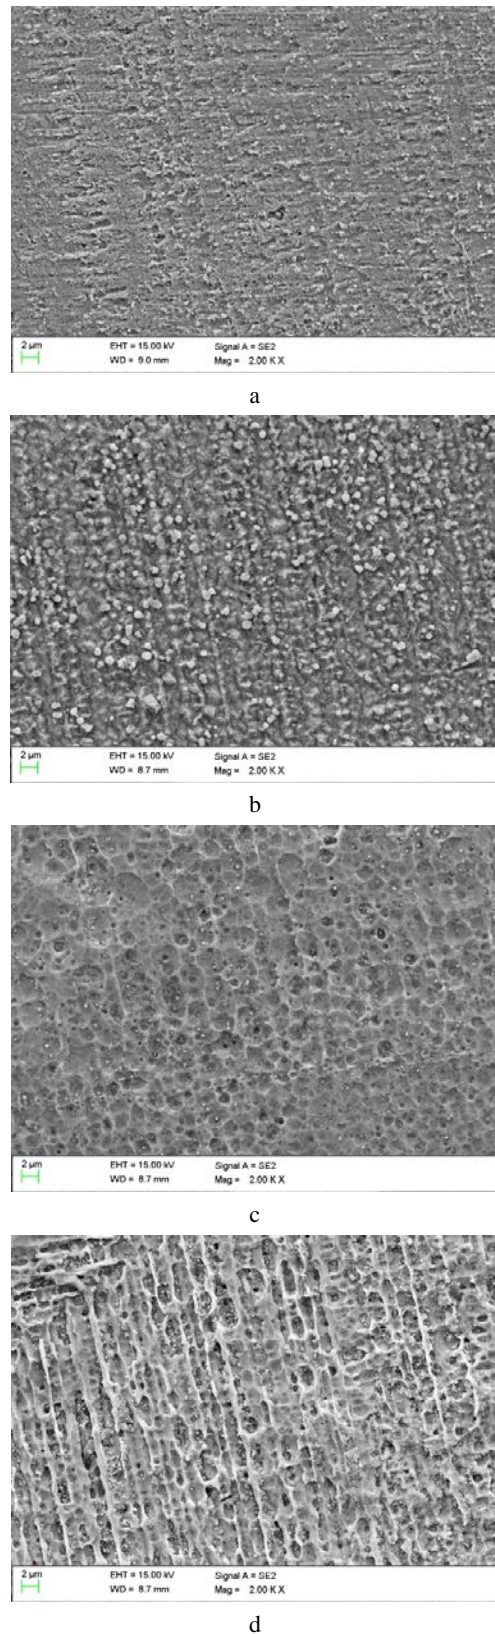 2 µm EHT = 15.00 kV Signal A = SE2
WD = 9.0 mm Mag = 2.00 K X
a
2 µm EHT = 15.00 kV Signal A = SE2
WD = 8.7 mm Mag = 2.00 K X
b
2 µm EHT = 15.00 kV Signal A = SE2
WD = 8.7 mm Mag = 2.00 K X
c
2 µm EHT = 15.00 kV Signal A = SE2
WD = 8.7 mm Mag = 2.00 K X
d